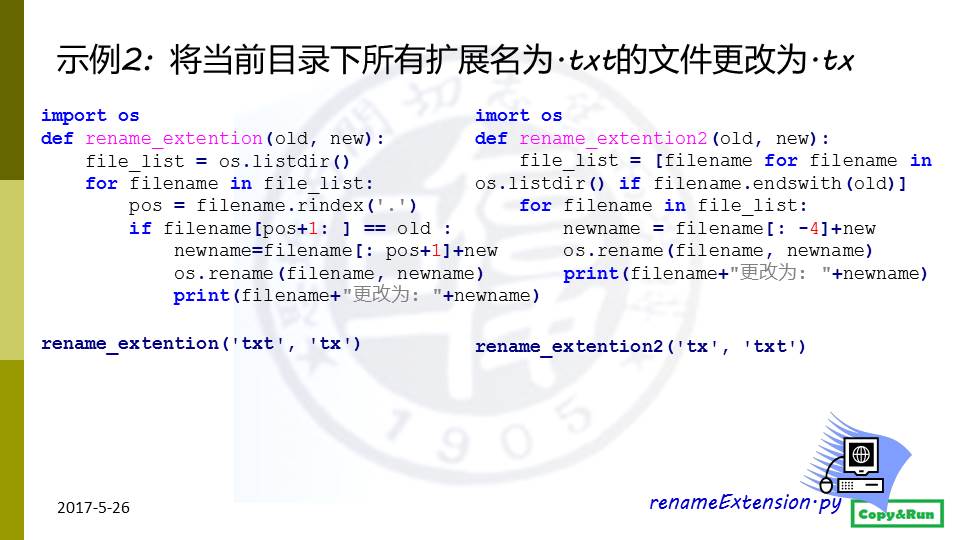 示例2: 将当前目录下所有扩展名为.txt的文件更改为.tx
import os
def rename_extention(old, new):
    file_list = os.listdir()
    for filename in file_list:
        pos = filename.rindex('.')
        if filename[pos+1: ] == old :
            newname=filename[: pos+1]+new
            os.rename(filename, newname)
            print(filename+"更改为: "+newname)
rename_extention('txt', 'tx')
imort os
def rename_extention2(old, new):
    file_list = [filename for filename in
os.listdir() if filename.endswith(old)]
    for filename in file_list:
        newname = filename[: -4]+new
        os.rename(filename, newname)
        print(filename+"更改为: "+newname)
rename_extention2('tx', 'txt')
1905
2017-5-26
renameExtension.py
Copy&Run